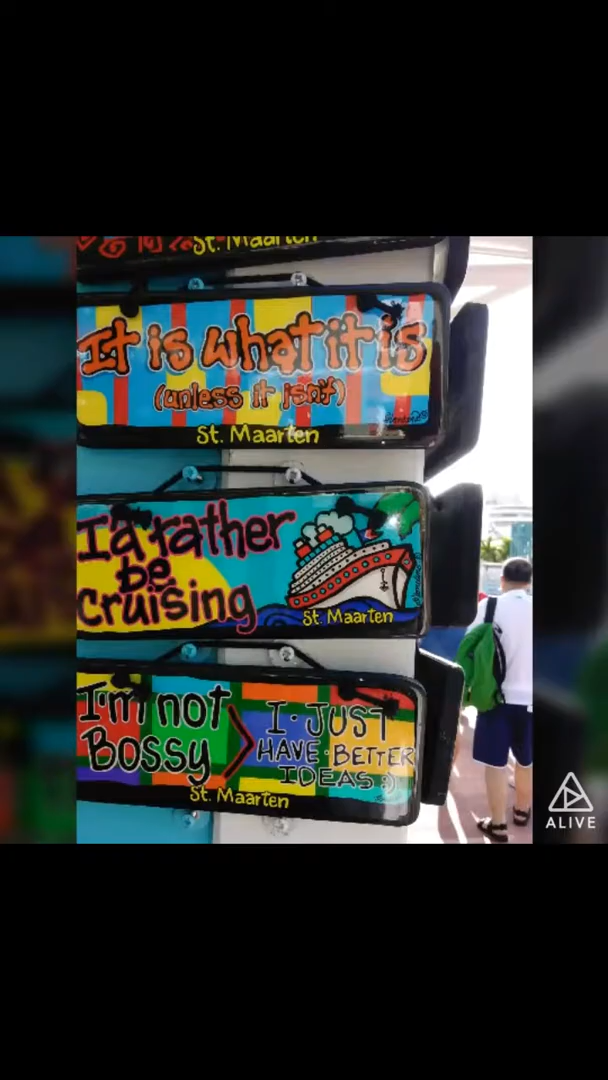 St. Maarten
It is what it is
(unless it isn't)
St. Maarten
I'd rather
be
cruising
St. Maarten
I'm not
Bossy
I · JUST
HAVE · BETTER
IDEAS :)
St. Maarten
ALIVE